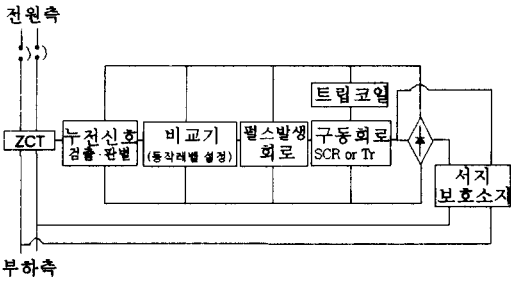 전원측
트립코일
ZCT
누전신호
검출·판별
비교기
(동작레벨 설정)
펄스발생
회로
구동회로
SCR or Tr
서지
보호소자
부하측